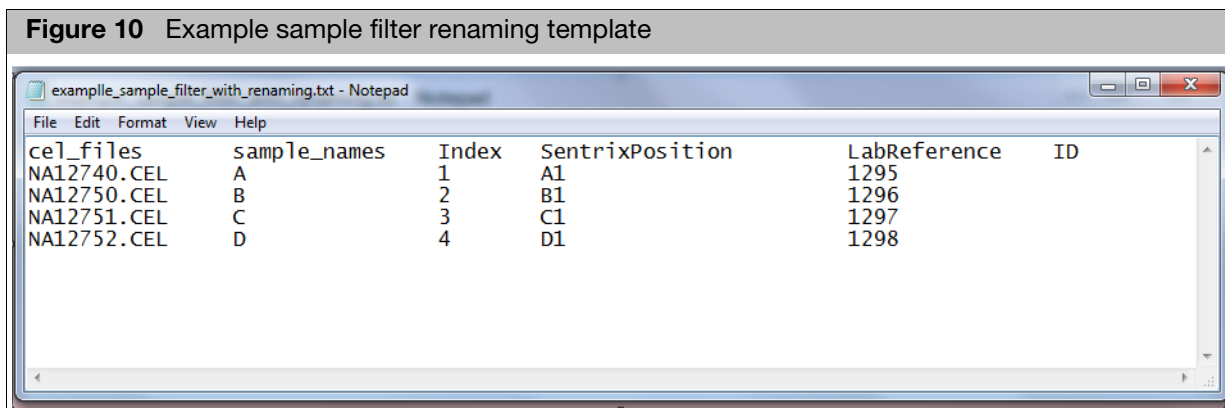 Figure 10 Example sample filter renaming template
examplle_sample_filter_with_renaming.txt - Notepad
File Edit Format View Help
cel_files sample_names Index SentrixPosition LabReference ID
NA12740.CEL A 1 A1 1295
NA12750.CEL B 2 B1 1296
NA12751.CEL C 3 C1 1297
NA12752.CEL D 4 D1 1298